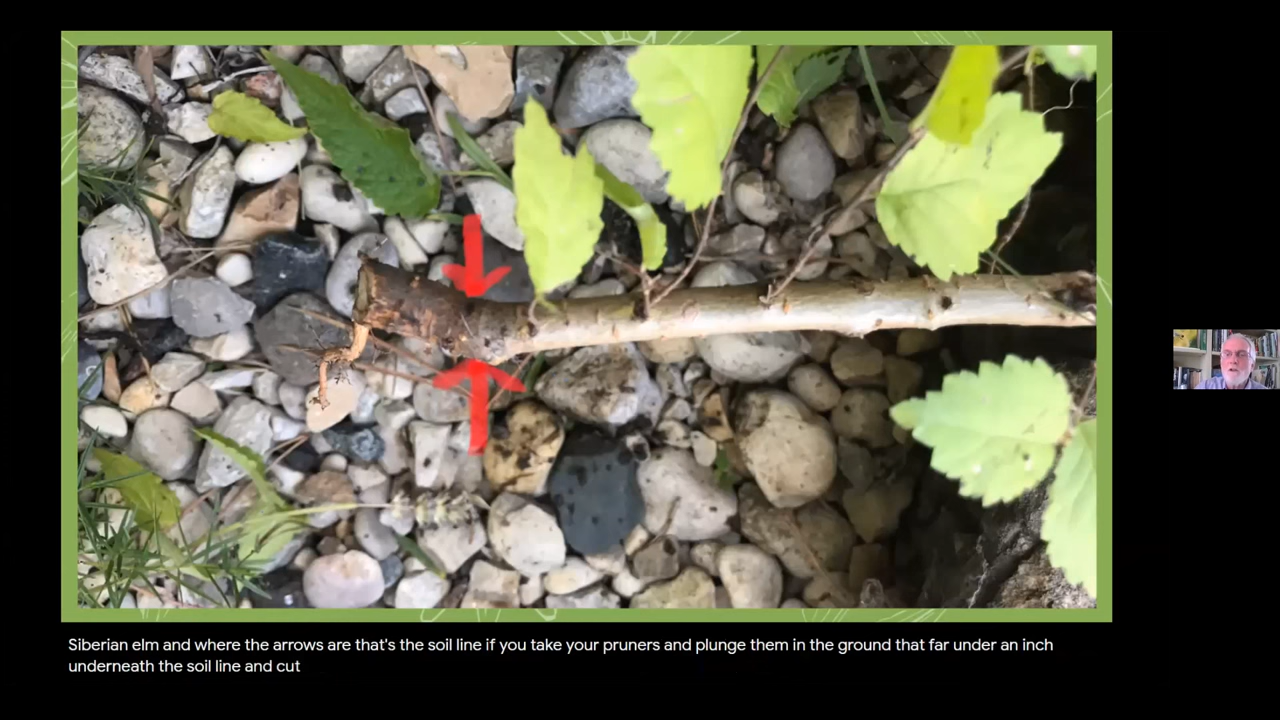 Siberian elm and where the arrows are that's the soil line if you take your pruners and plunge them in the ground that far under an inch
underneath the soil line and cut